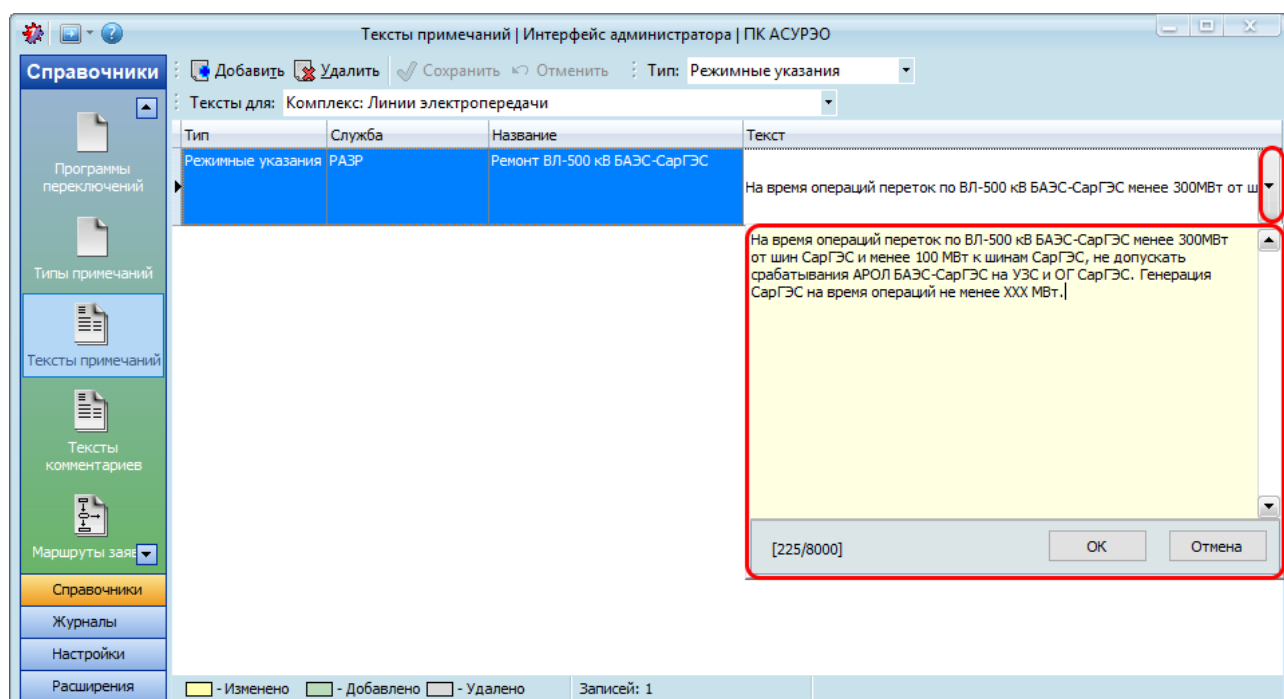 Тексты примечаний | Интерфейс администратора | ПК АСУРЭО
Справочники
Добавить Удалить Сохранить Отменить Тип: Режимные указания
Тексты для: Комплекс: Линии электропередачи
Тип Служба Название Текст
Режимные указания РАЗР Ремонт ВЛ-500 кВ БАЭС-СарГЭС
На время операций переток по ВЛ-500 кВ БАЭС-СарГЭС менее 300МВт от ш
Программы
переключений
Типы примечаний
Тексты примечаний
Тексты
комментариев
Маршруты заяв
На время операций переток по ВЛ-500 кВ БАЭС-СарГЭС менее 300МВт
от шин СарГЭС и менее 100 МВт к шинам СарГЭС, не допускать
срабатывания АРОЛ БАЭС-СарГЭС на УЗС и ОГ СарГЭС. Генерация
СарГЭС на время операций не менее XXX МВт.
[225/8000] ОК Отмена
Справочники
Журналы
Настройки
Расширения
- Изменено - Добавлено - Удалено Записей: 1